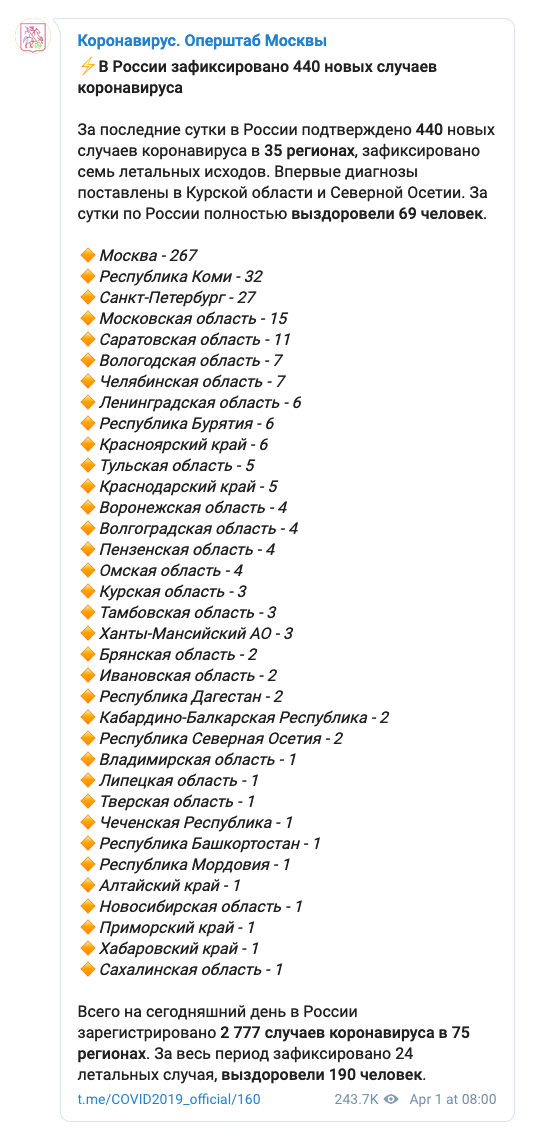 Коронавирус. Оперштаб Москвы
⚡В России зафиксировано 440 новых случаев
коронавируса
За последние сутки в России подтверждено 440 новых
случаев коронавируса в 35 регионах, зафиксировано
семь летальных исходов. Впервые диагнозы
поставлены в Курской области и Северной Осетии. За
сутки по России полностью выздоровели 69 человек.
🔸Москва - 267
🔸Республика Коми - 32
🔸Санкт-Петербург - 27
🔸Московская область - 15
🔸Саратовская область - 11
🔸Вологодская область - 7
🔸Челябинская область - 7
🔸Ленинградская область - 6
🔸Республика Бурятия - 6
🔸Красноярский край - 6
🔸Тульская область - 5
🔸Краснодарский край - 5
🔸Воронежская область - 4
🔸Волгоградская область - 4
🔸Пензенская область - 4
🔸Омская область - 4
🔸Курская область - 3
🔸Тамбовская область - 3
🔸Ханты-Мансийский АО - 3
🔸Брянская область - 2
🔸Ивановская область - 2
🔸Республика Дагестан - 2
🔸Кабардино-Балкарская Республика - 2
🔸Республика Северная Осетия - 2
🔸Владимирская область - 1
🔸Липецкая область - 1
🔸Тверская область - 1
🔸Чеченская Республика - 1
🔸Республика Башкортостан - 1
🔸Республика Мордовия - 1
🔸Алтайский край - 1
🔸Новосибирская область - 1
🔸Приморский край - 1
🔸Хабаровский край - 1
🔸Сахалинская область - 1
Всего на сегодняшний день в России
зарегистрировано 2 777 случаев коронавируса в 75
регионах. За весь период зафиксировано 24
летальных случая, выздоровели 190 человек.
t.me/COVID2019_official/160 243.7K Apr 1 at 08:00